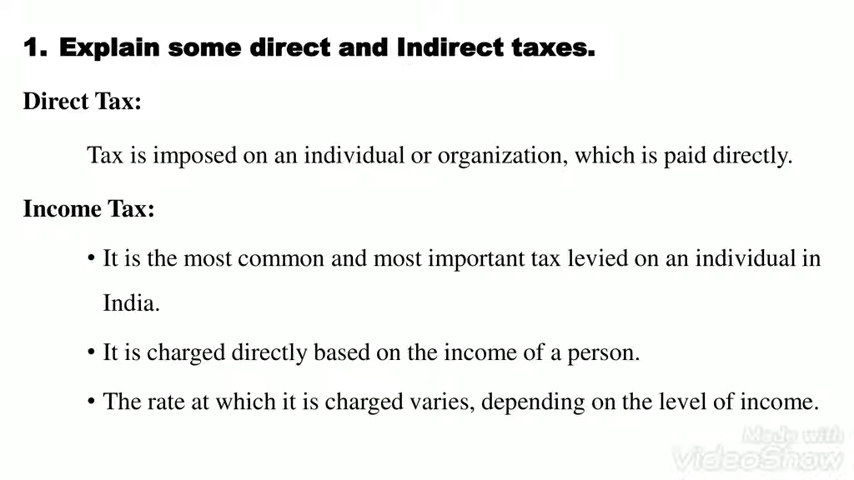 1. Explain some direct and Indirect taxes.
Direct Tax:
Tax is imposed on an individual or organization, which is paid directly.
Income Tax:
• It is the most common and most important tax levied on an individual in
India.
• It is charged directly based on the income of a person.
• The rate at which it is charged varies, depending on the level of income.
Made with
VideoShow